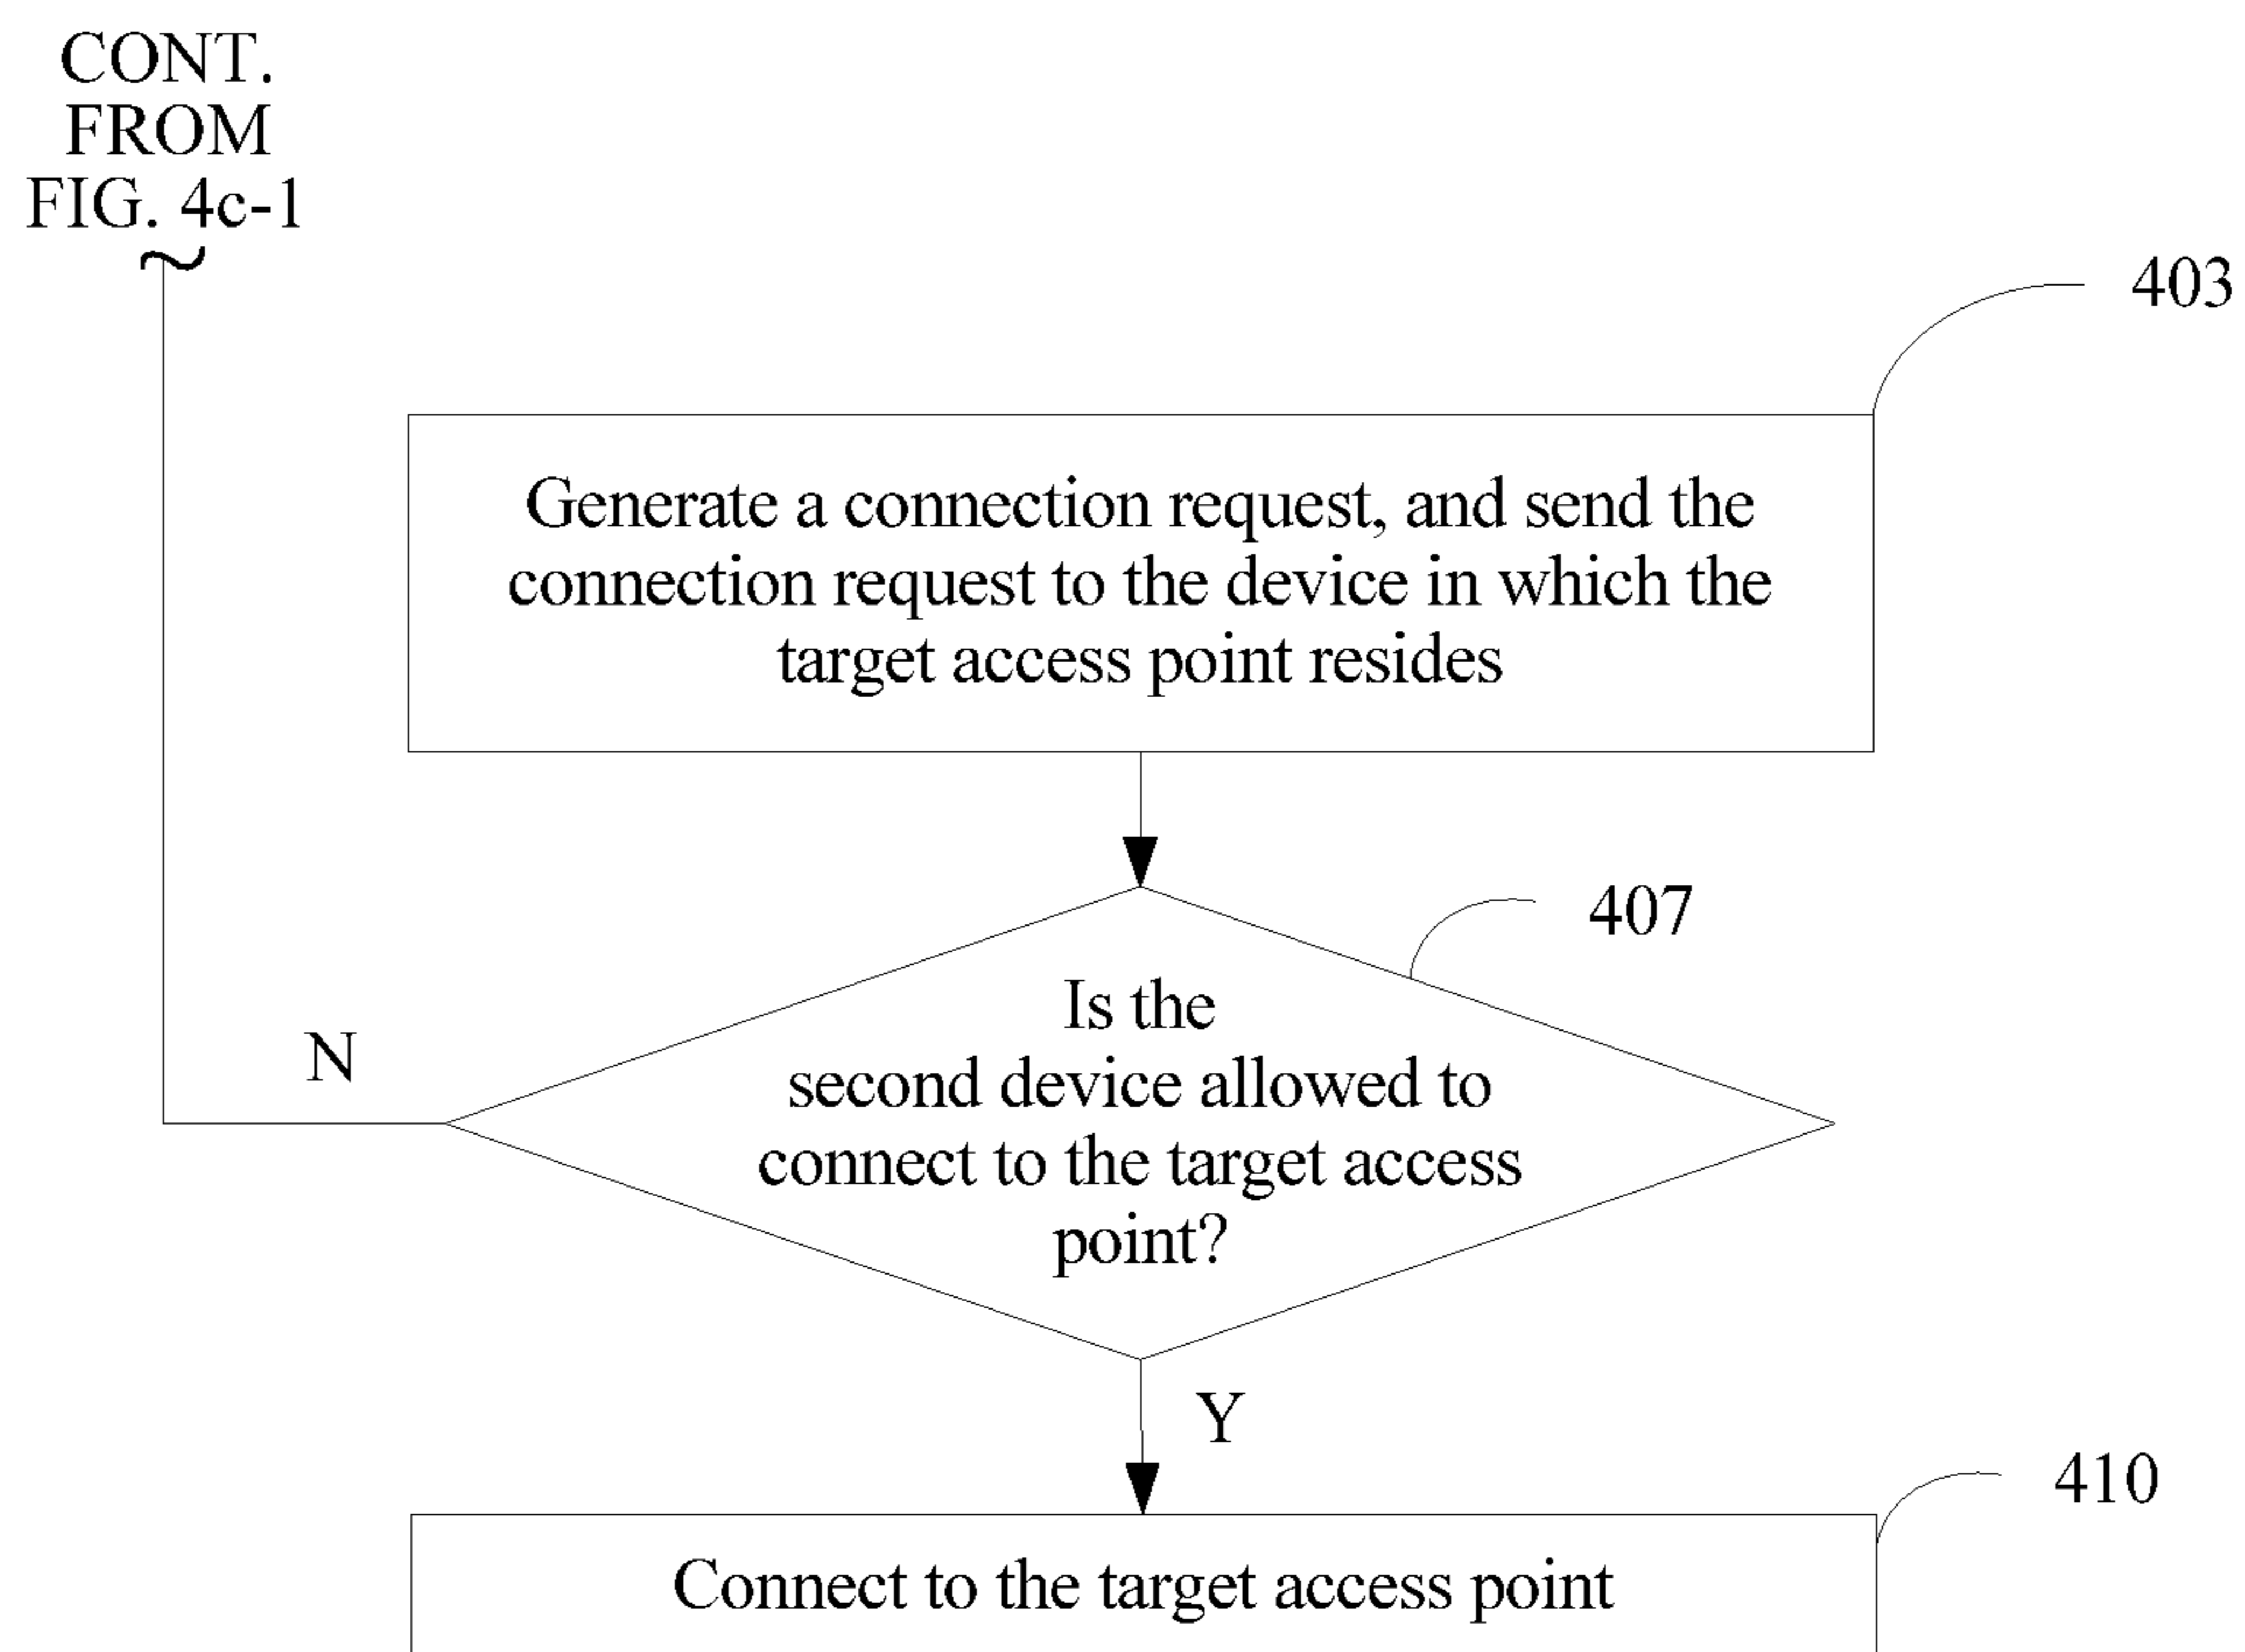 CONT.
FROM
FIG. 4c-1
403
Generate a connection request, and send the
connection request to the device in which the
target access point resides
407
Is the
second device allowed to
connect to the target access
point?
N
Y
410
Connect to the target access point